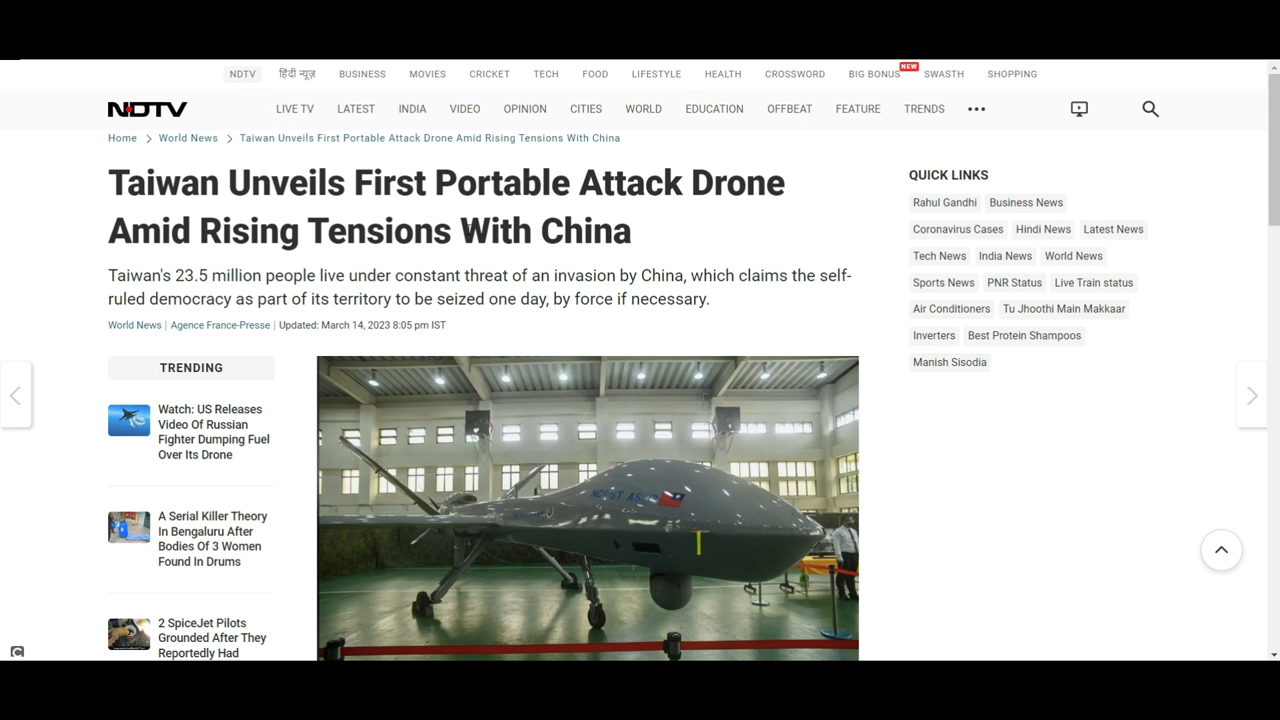 NDTV
हिंदी न्यूज़
BUSINESS
MOVIES
CRICKET
TECH
FOOD
LIFESTYLE
HEALTH
CROSSWORD
BIG BONUS
NEW
SWASTH
SHOPPING
NDTV
LIVE TV
LATEST
INDIA
VIDEO
OPINION
CITIES
WORLD
EDUCATION
OFFBEAT
FEATURE
TRENDS
Home
World News
Taiwan Unveils First Portable Attack Drone Amid Rising Tensions With China
Taiwan Unveils First Portable Attack Drone
Amid Rising Tensions With China
Taiwan's 23.5 million people live under constant threat of an invasion by China, which claims the self-
ruled democracy as part of its territory to be seized one day, by force if necessary.
World News | Agence France-Presse | Updated: March 14, 2023 8:05 pm IST
TRENDING
Watch: US Releases
Video Of Russian
Fighter Dumping Fuel
Over Its Drone
A Serial Killer Theory
In Bengaluru After
Bodies Of 3 Women
Found In Drums
2 SpiceJet Pilots
Grounded After They
Reportedly Had
QUICK LINKS
Rahul Gandhi
Business News
Coronavirus Cases
Hindi News
Latest News
Tech News
India News
World News
Sports News
PNR Status
Live Train status
Air Conditioners
Tu Jhoothi Main Makkaar
Inverters
Best Protein Shampoos
Manish Sisodia